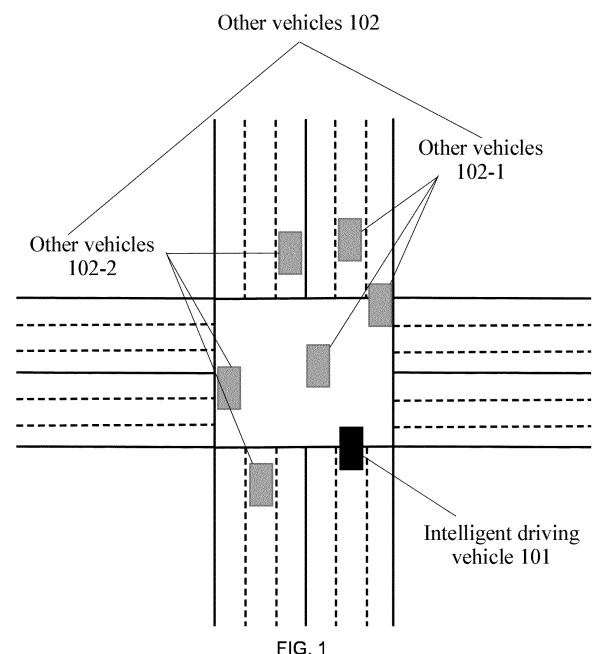 Other vehicles 102
Other vehicles
102-1
Other vehicles
102-2
Intelligent driving
vehicle 101
FIG. 1